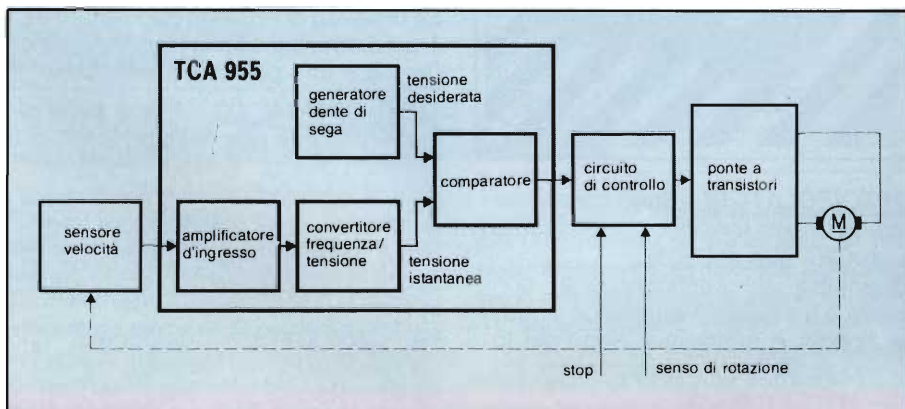 TCA 955
generatore
dente di
sega
tensione
desiderata
comparatore
circuito
di controllo
ponte a
transistori
sensore
velocità
amplificatore
d'ingresso
convertitore
frequenza/
tensione
tensione
istantanea
M
stop
senso di rotazione